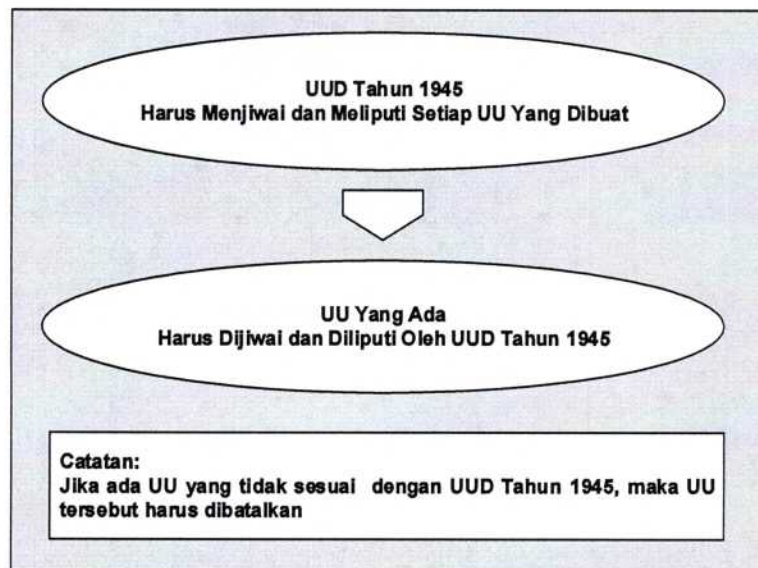 UUD Tahun 1945
Harus Menjiwai dan Meliputi Setiap UU Yang Dibuat
UU Yang Ada
Harus Dijiwai dan Diliputi Oleh UUD Tahun 1945
Catatan:
Jika ada UU yang tidak sesuai dengan UUD Tahun 1945, maka UU
tersebut harus dibatalkan